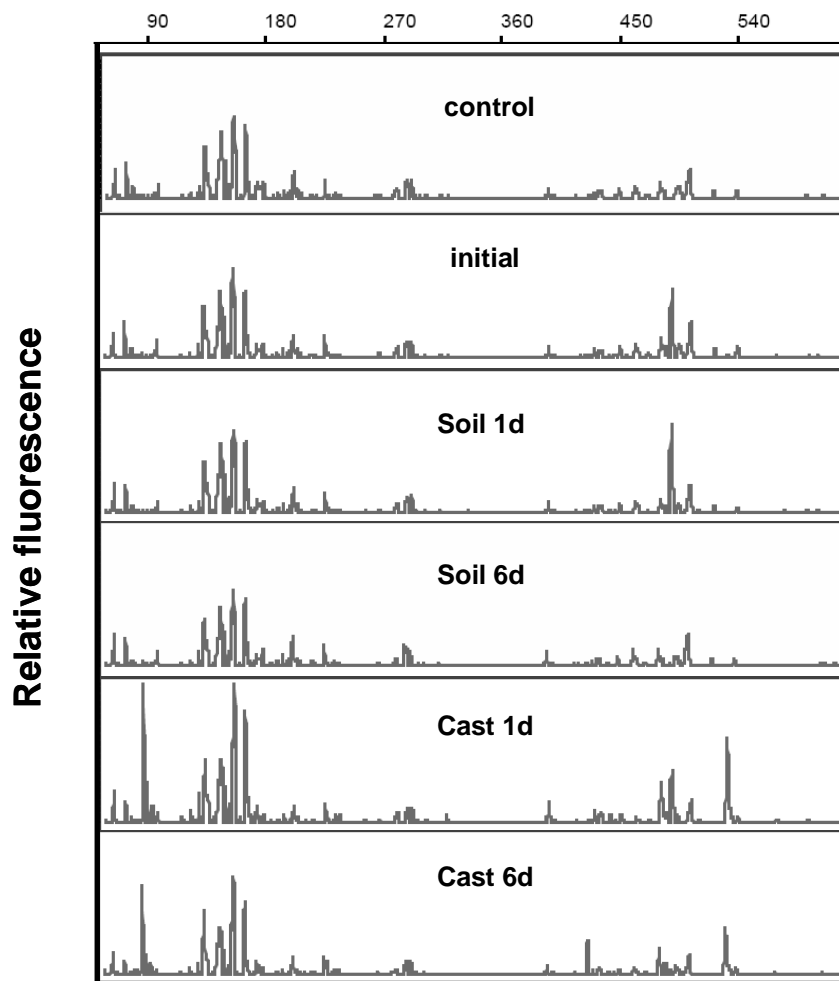 90 180 270 360 450 540
control
initial
Soil 1d
Soil 6d
Cast 1d
Cast 6d
Relative fluorescence